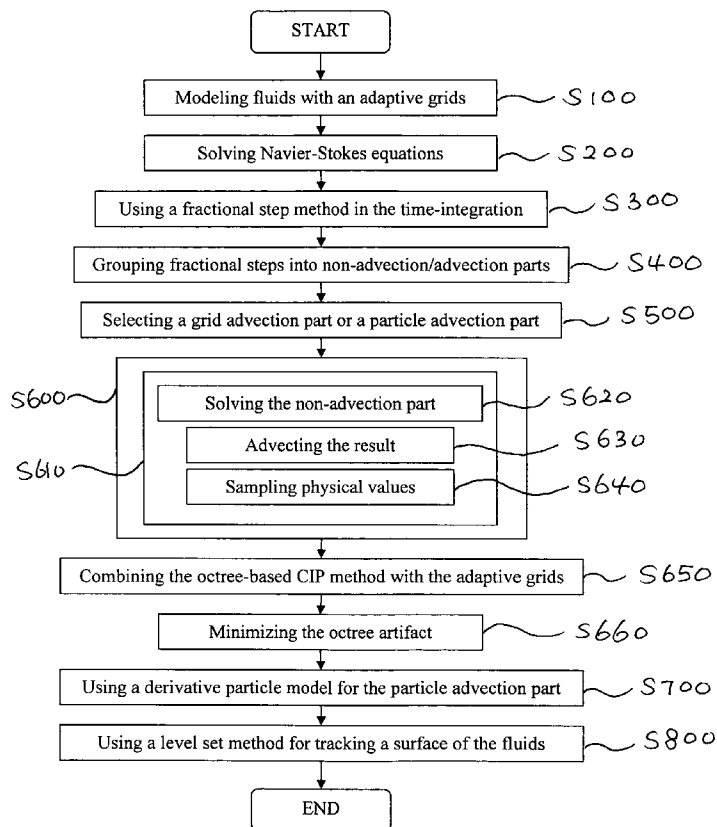 START
Modeling fluids with an adaptive grids S100
Solving Navier-Stokes equations S200
Using a fractional step method in the time-integration S300
Grouping fractional steps into non-advection/advection parts S400
Selecting a grid advection part or a particle advection part S500
S600
Solving the non-advection part S620
Advecting the result S630
S610
Sampling physical values S640
Combining the octree-based CIP method with the adaptive grids S650
Minimizing the octree artifact S660
Using a derivative particle model for the particle advection part S700
Using a level set method for tracking a surface of the fluids S800
END